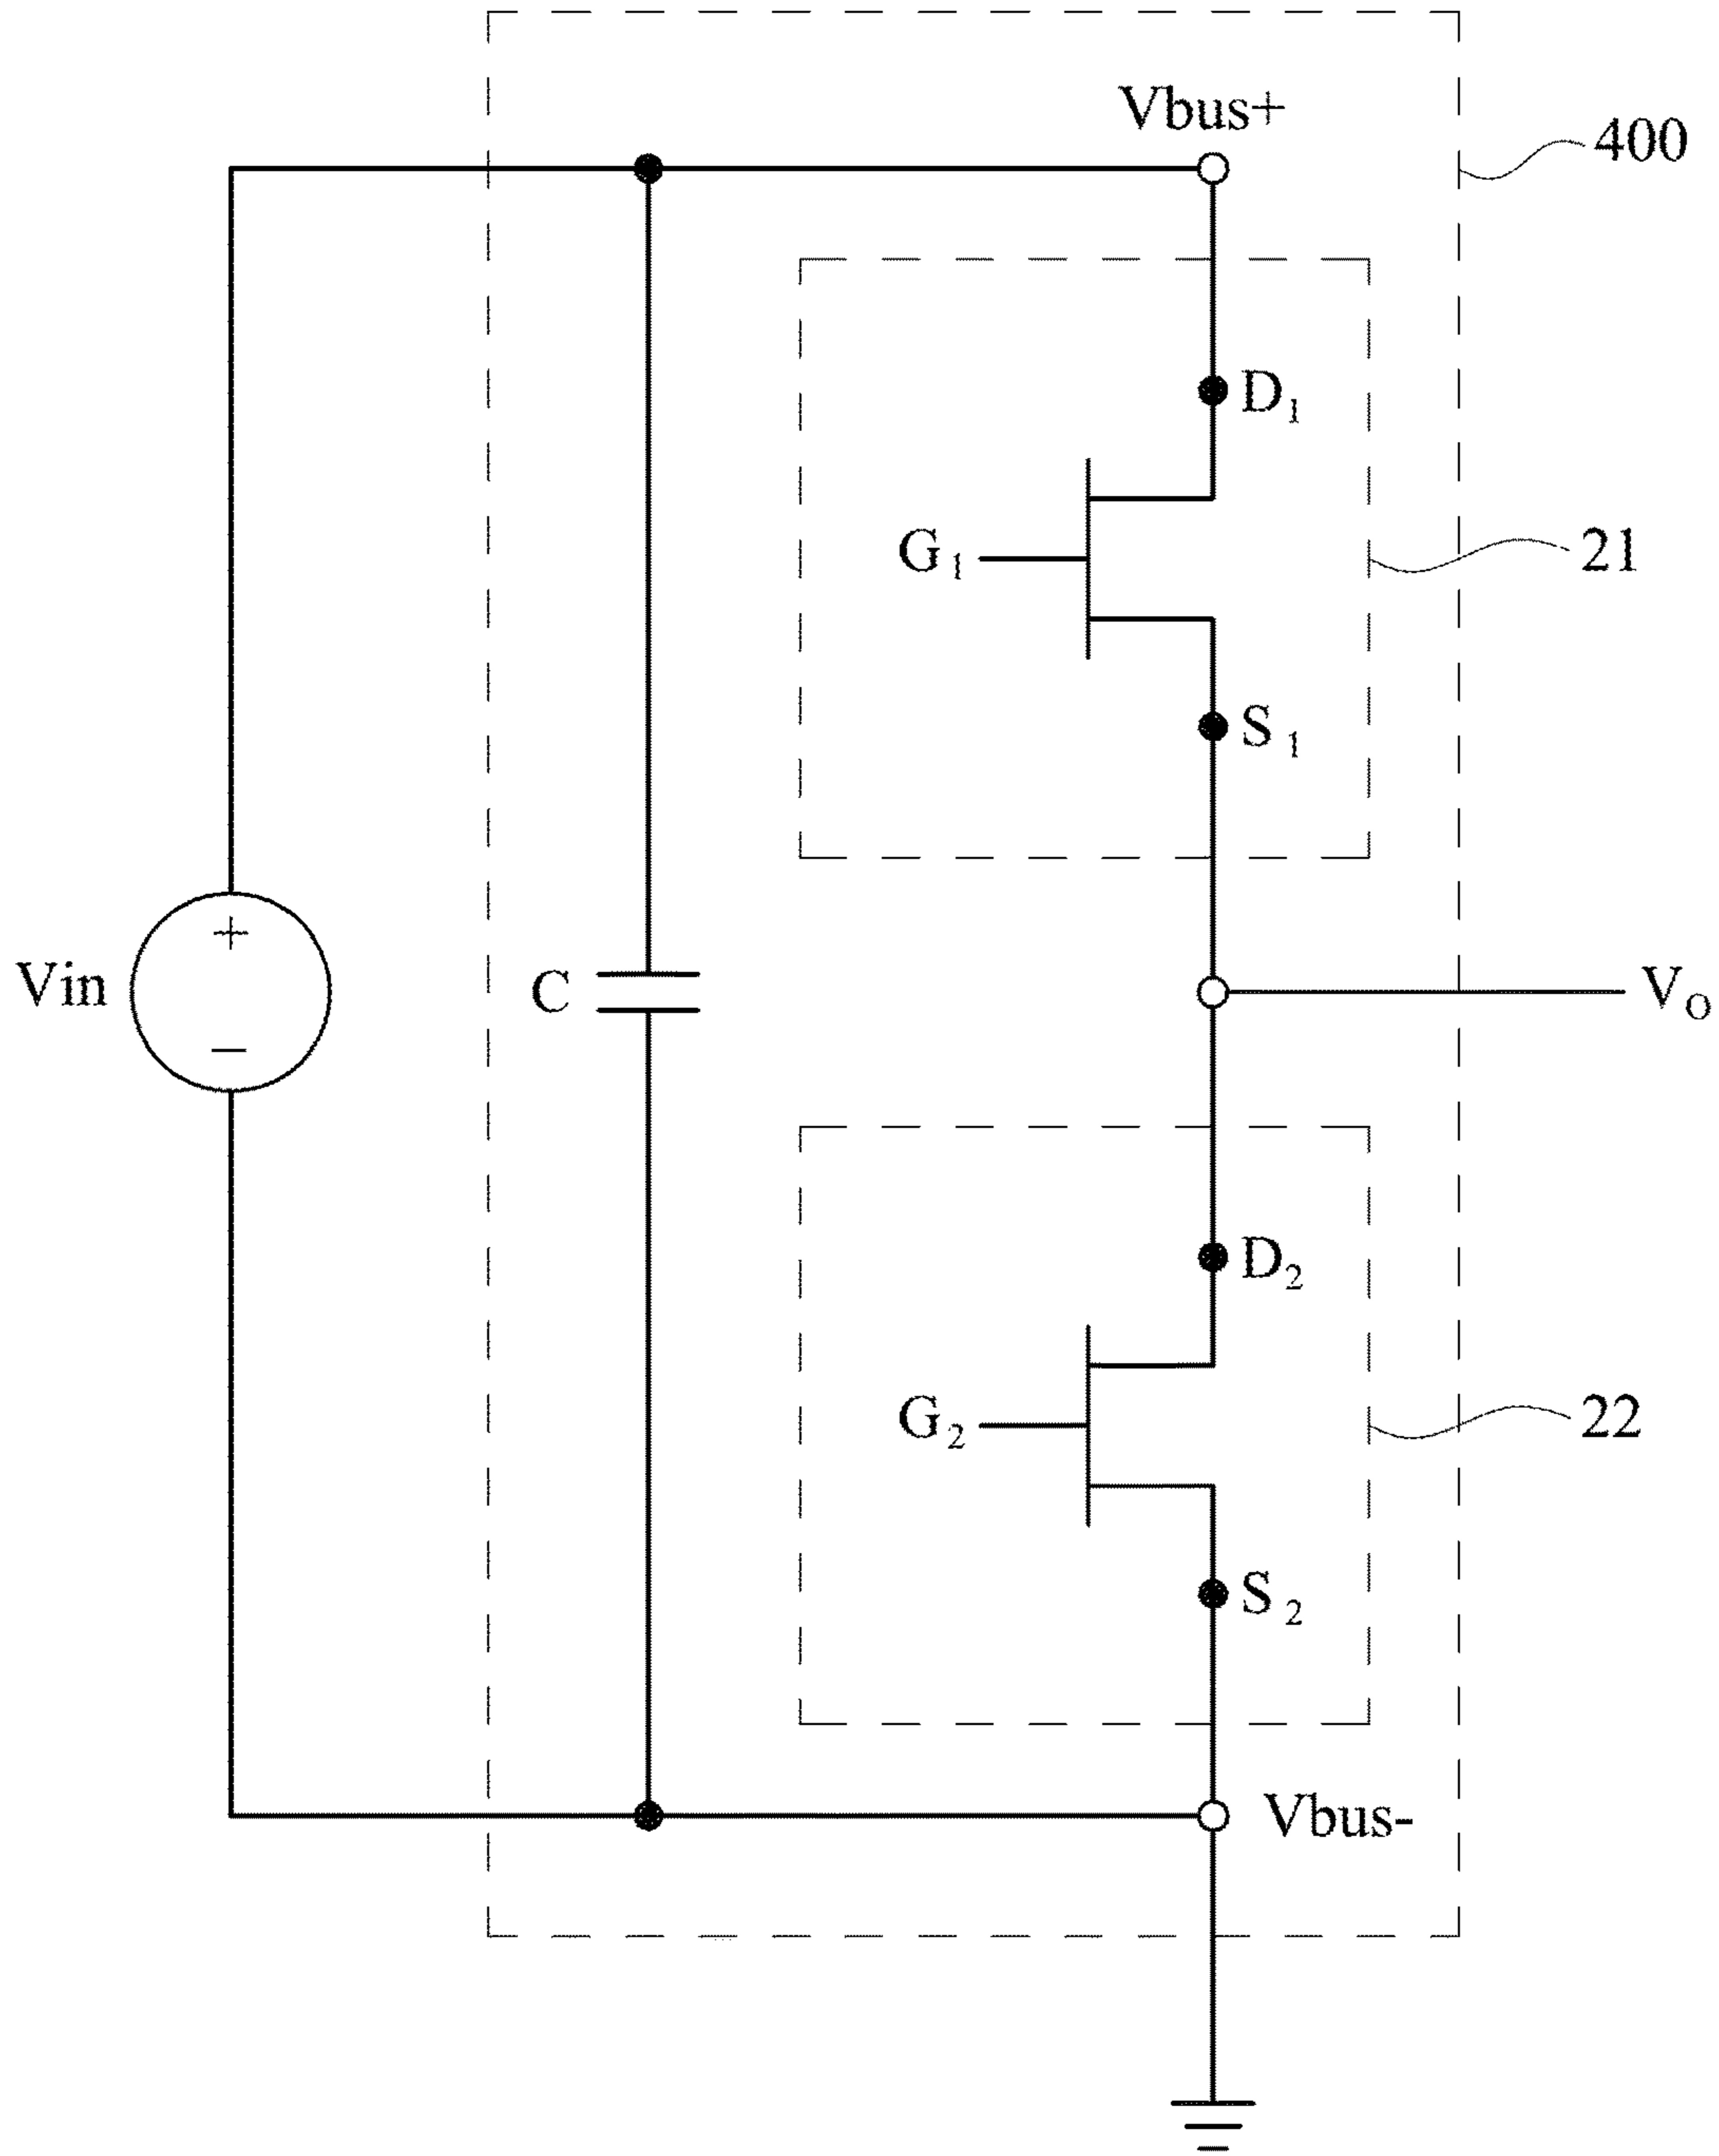 Vbus+
400
D₁
G₁
21
S₁
+
Vin
C
Vₒ
−
D₂
G₂
22
S₂
Vbus-